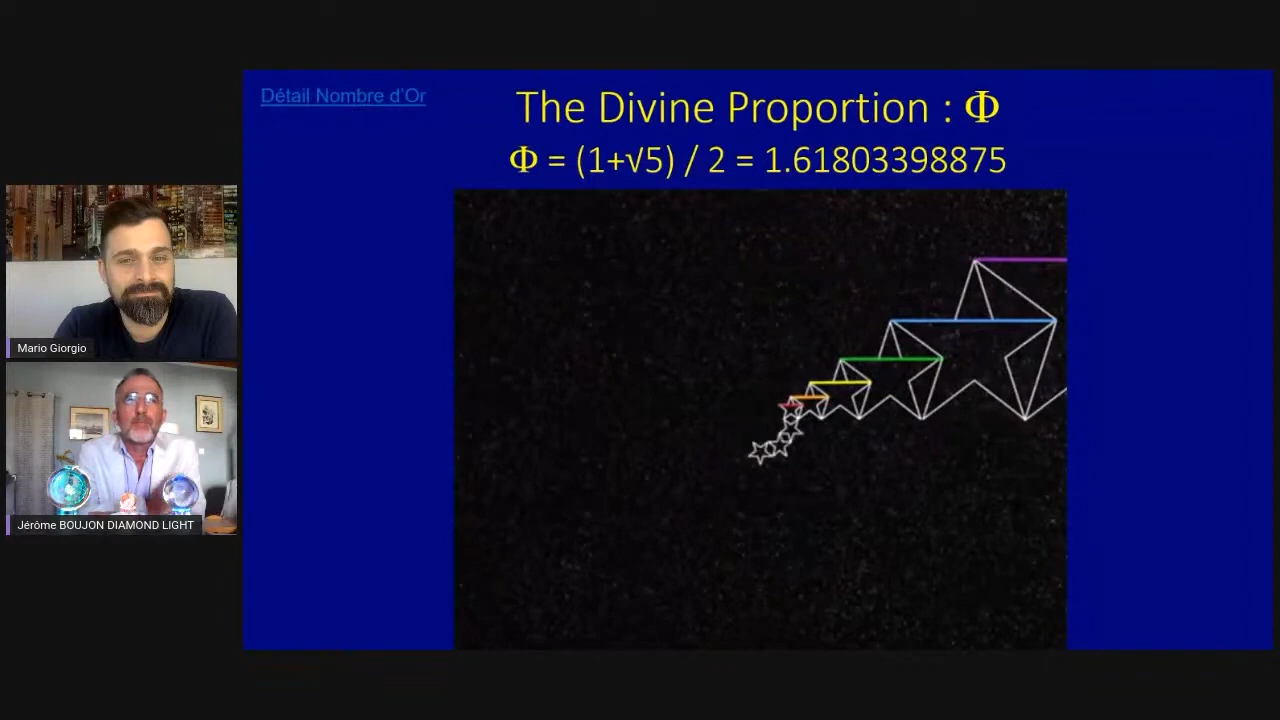 Détail Nombre d'Or
The Divine Proportion : Φ
Φ = (1+√5) / 2 = 1.61803398875
Mario Giorgio
Jérôme BOUJON DIAMOND LIGHT